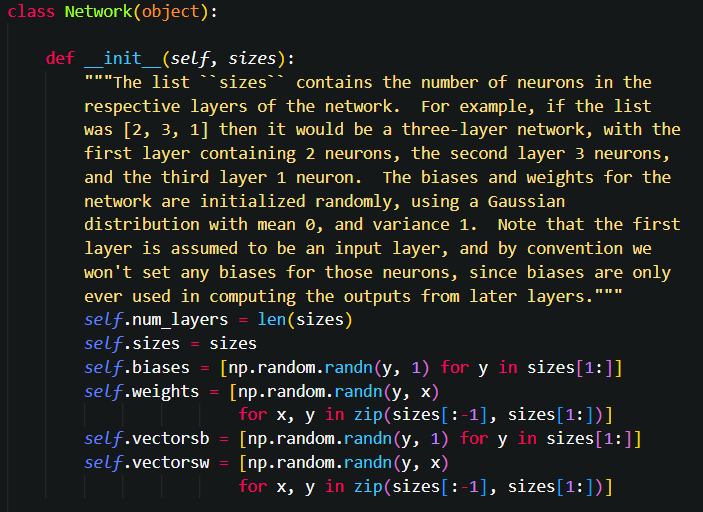 class Network(object):
def __init__(self, sizes):
"""The list ``sizes`` contains the number of neurons in the
respective layers of the network.  For example, if the list
was [2, 3, 1] then it would be a three-layer network, with the
first layer containing 2 neurons, the second layer 3 neurons,
and the third layer 1 neuron.  The biases and weights for the
network are initialized randomly, using a Gaussian
distribution with mean 0, and variance 1.  Note that the first
layer is assumed to be an input layer, and by convention we
won't set any biases for those neurons, since biases are only
ever used in computing the outputs from later layers."""
self.num_layers = len(sizes)
self.sizes = sizes
self.biases = [np.random.randn(y, 1) for y in sizes[1:]]
self.weights = [np.random.randn(y, x)
for x, y in zip(sizes[:-1], sizes[1:])]
self.vectorsb = [np.random.randn(y, 1) for y in sizes[1:]]
self.vectorsw = [np.random.randn(y, x)
for x, y in zip(sizes[:-1], sizes[1:])]